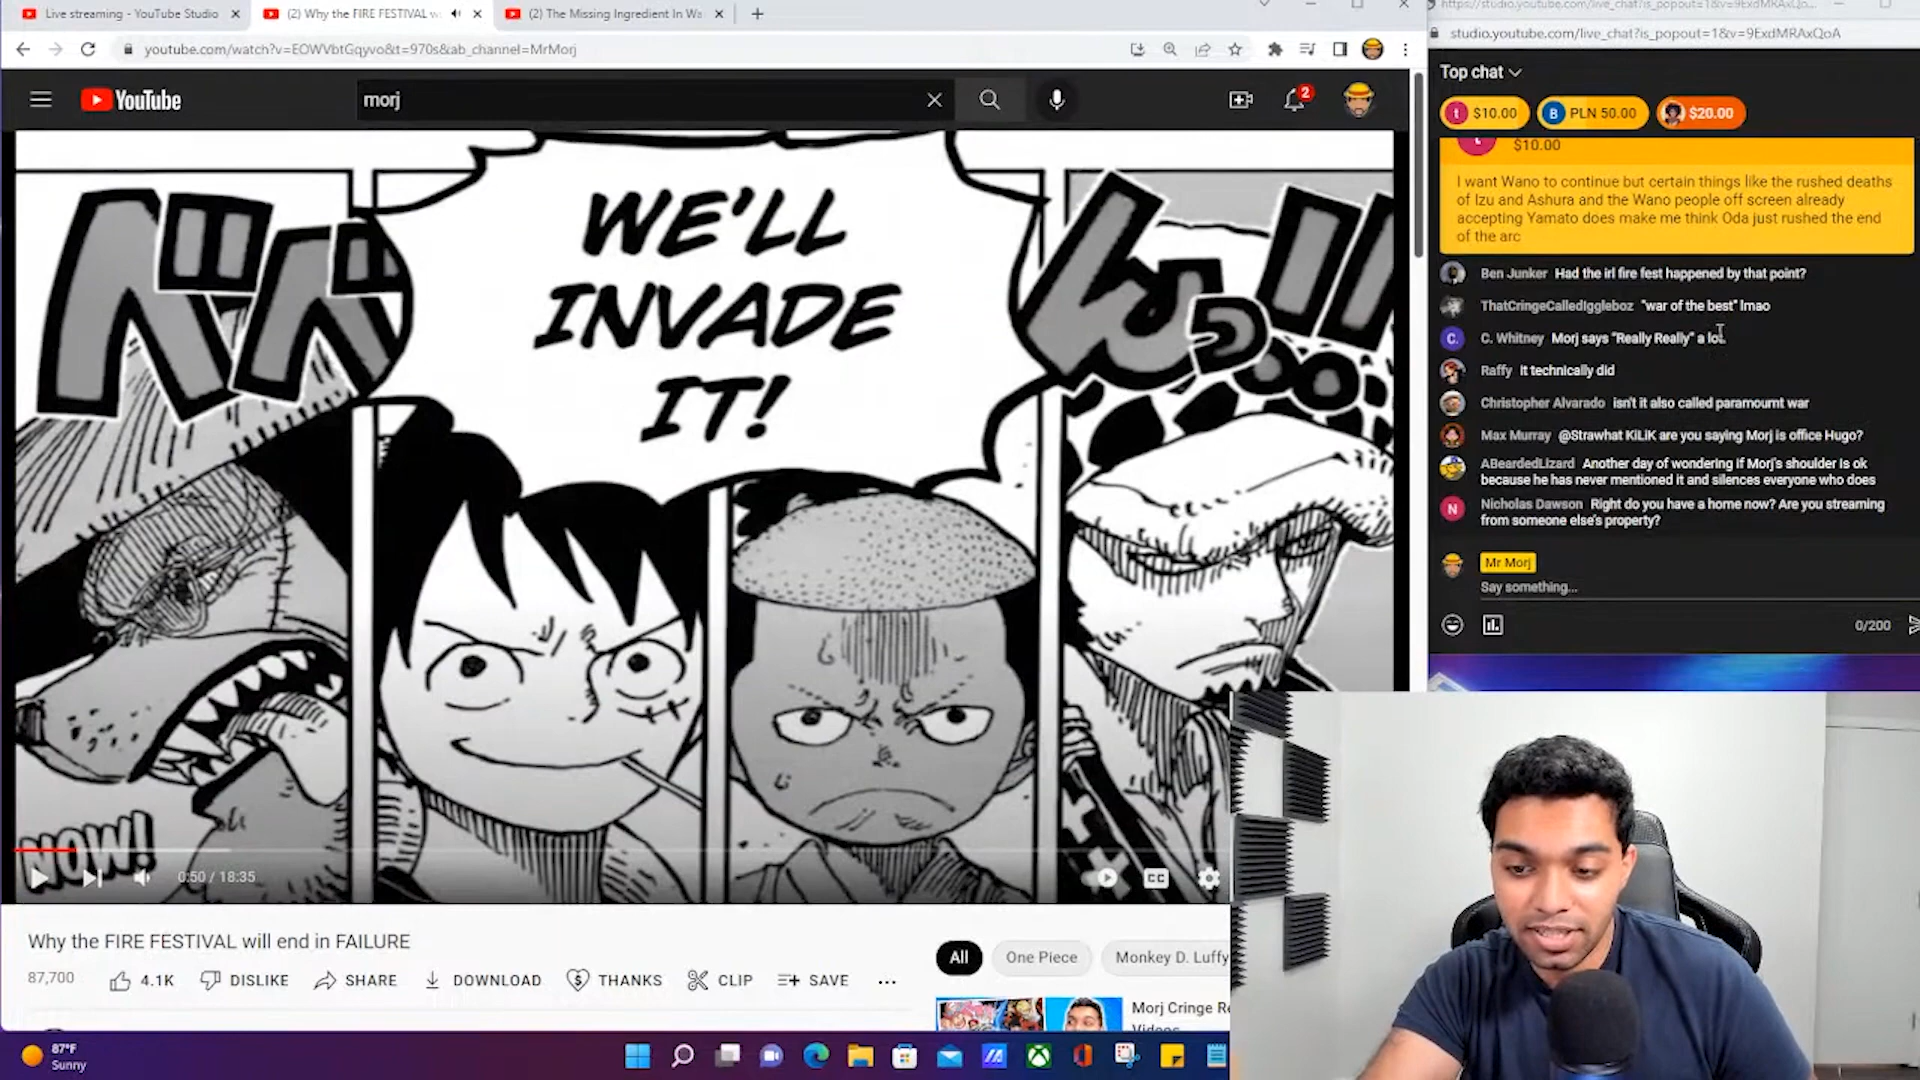 Live streaming - YouTube Studio
(2) Why the FIRE FESTIVAL w
(2) The Missing Ingredient In Wa
youtube.com/watch?v=EOWVbtGqyvo&t=970s&ab_channel=MrMorj
YouTube
morj
2
WE'LL
INVADE
IT!
NOW!
0:50 / 18:35
CC
Why the FIRE FESTIVAL will end in FAILURE
87,700
4.1K
DISLIKE
SHARE
DOWNLOAD
THANKS
CLIP
SAVE
All
One Piece
Monkey D. Luffy
Morj Cringe Re
Videos
87°F
Sunny
studio.youtube.com/live_chat?is_popout=1&v=9ExdMRAxQoA
Top chat
t $10.00
B PLN 50.00
$20.00
$10.00
I want Wano to continue but certain things like the rushed deaths
of Izu and Ashura and the Wano people off screen already
accepting Yamato does make me think Oda just rushed the end
of the arc
Ben Junker Had the irl fire fest happened by that point?
ThatCringeCalledIggleboz "war of the best" lmao
C. C. Whitney Morj says "Really Really" a lot
Raffy it technically did
Christopher Alvarado isn't it also called paramoumt war
Max Murray @Strawhat KiLiK are you saying Morj is office Hugo?
ABeardedLizard Another day of wondering if Morj's shoulder is ok
because he has never mentioned it and silences everyone who does
N Nicholas Dawson Right do you have a home now? Are you streaming
from someone else's property?
Mr Morj
Say something...
0/200